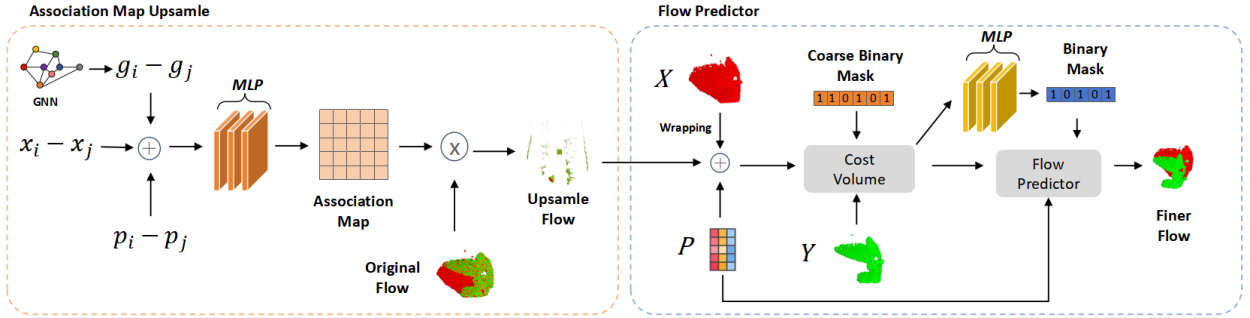 Association Map Upsamle
GNN
g_i − g_j
x_i − x_j
p_i − p_j
+
MLP
Association
Map
X
Original
Flow
Upsamle
Flow
Flow Predictor
X
Wrapping
+
P
Coarse Binary
Mask
1 1 0 1 0 1
Cost
Volume
Y
MLP
Binary
Mask
1 0 1 0 1
Flow
Predictor
Finer
Flow